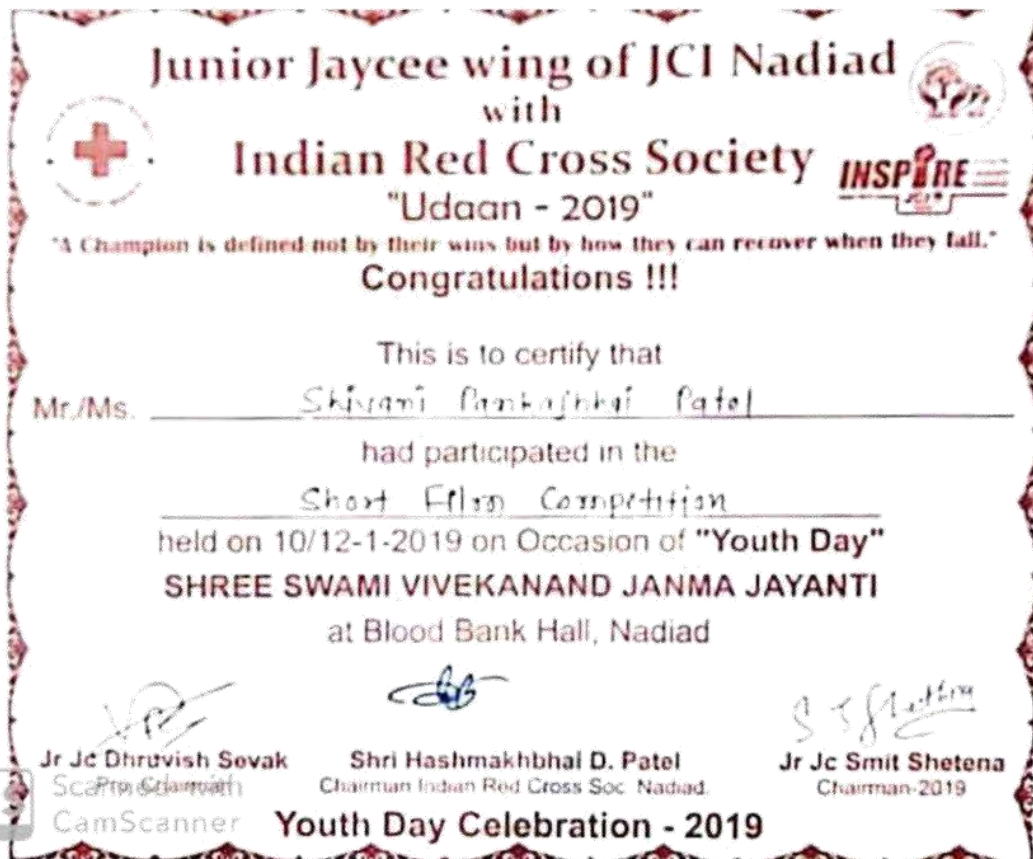 Junior Jaycee wing of JCI Nadiad
with
Indian Red Cross Society
INSPIRE
"Udaan - 2019"
"A Champion is defined not by their wins but by how they can recover when they fall."
Congratulations !!!
This is to certify that
Mr./Ms. Shivani Pankajbhai Patel
had participated in the
Short Film Competition
held on 10/12-1-2019 on Occasion of "Youth Day"
SHREE SWAMI VIVEKANAND JANMA JAYANTI
at Blood Bank Hall, Nadiad
Jr Jc Dhruvish Sevak Shri Hashmakhbhai D. Patel Jr Jc Smit Shetena
Chairman Indian Red Cross Soc. Nadiad. Chairman-2019
Scanned with
CamScanner
Youth Day Celebration - 2019